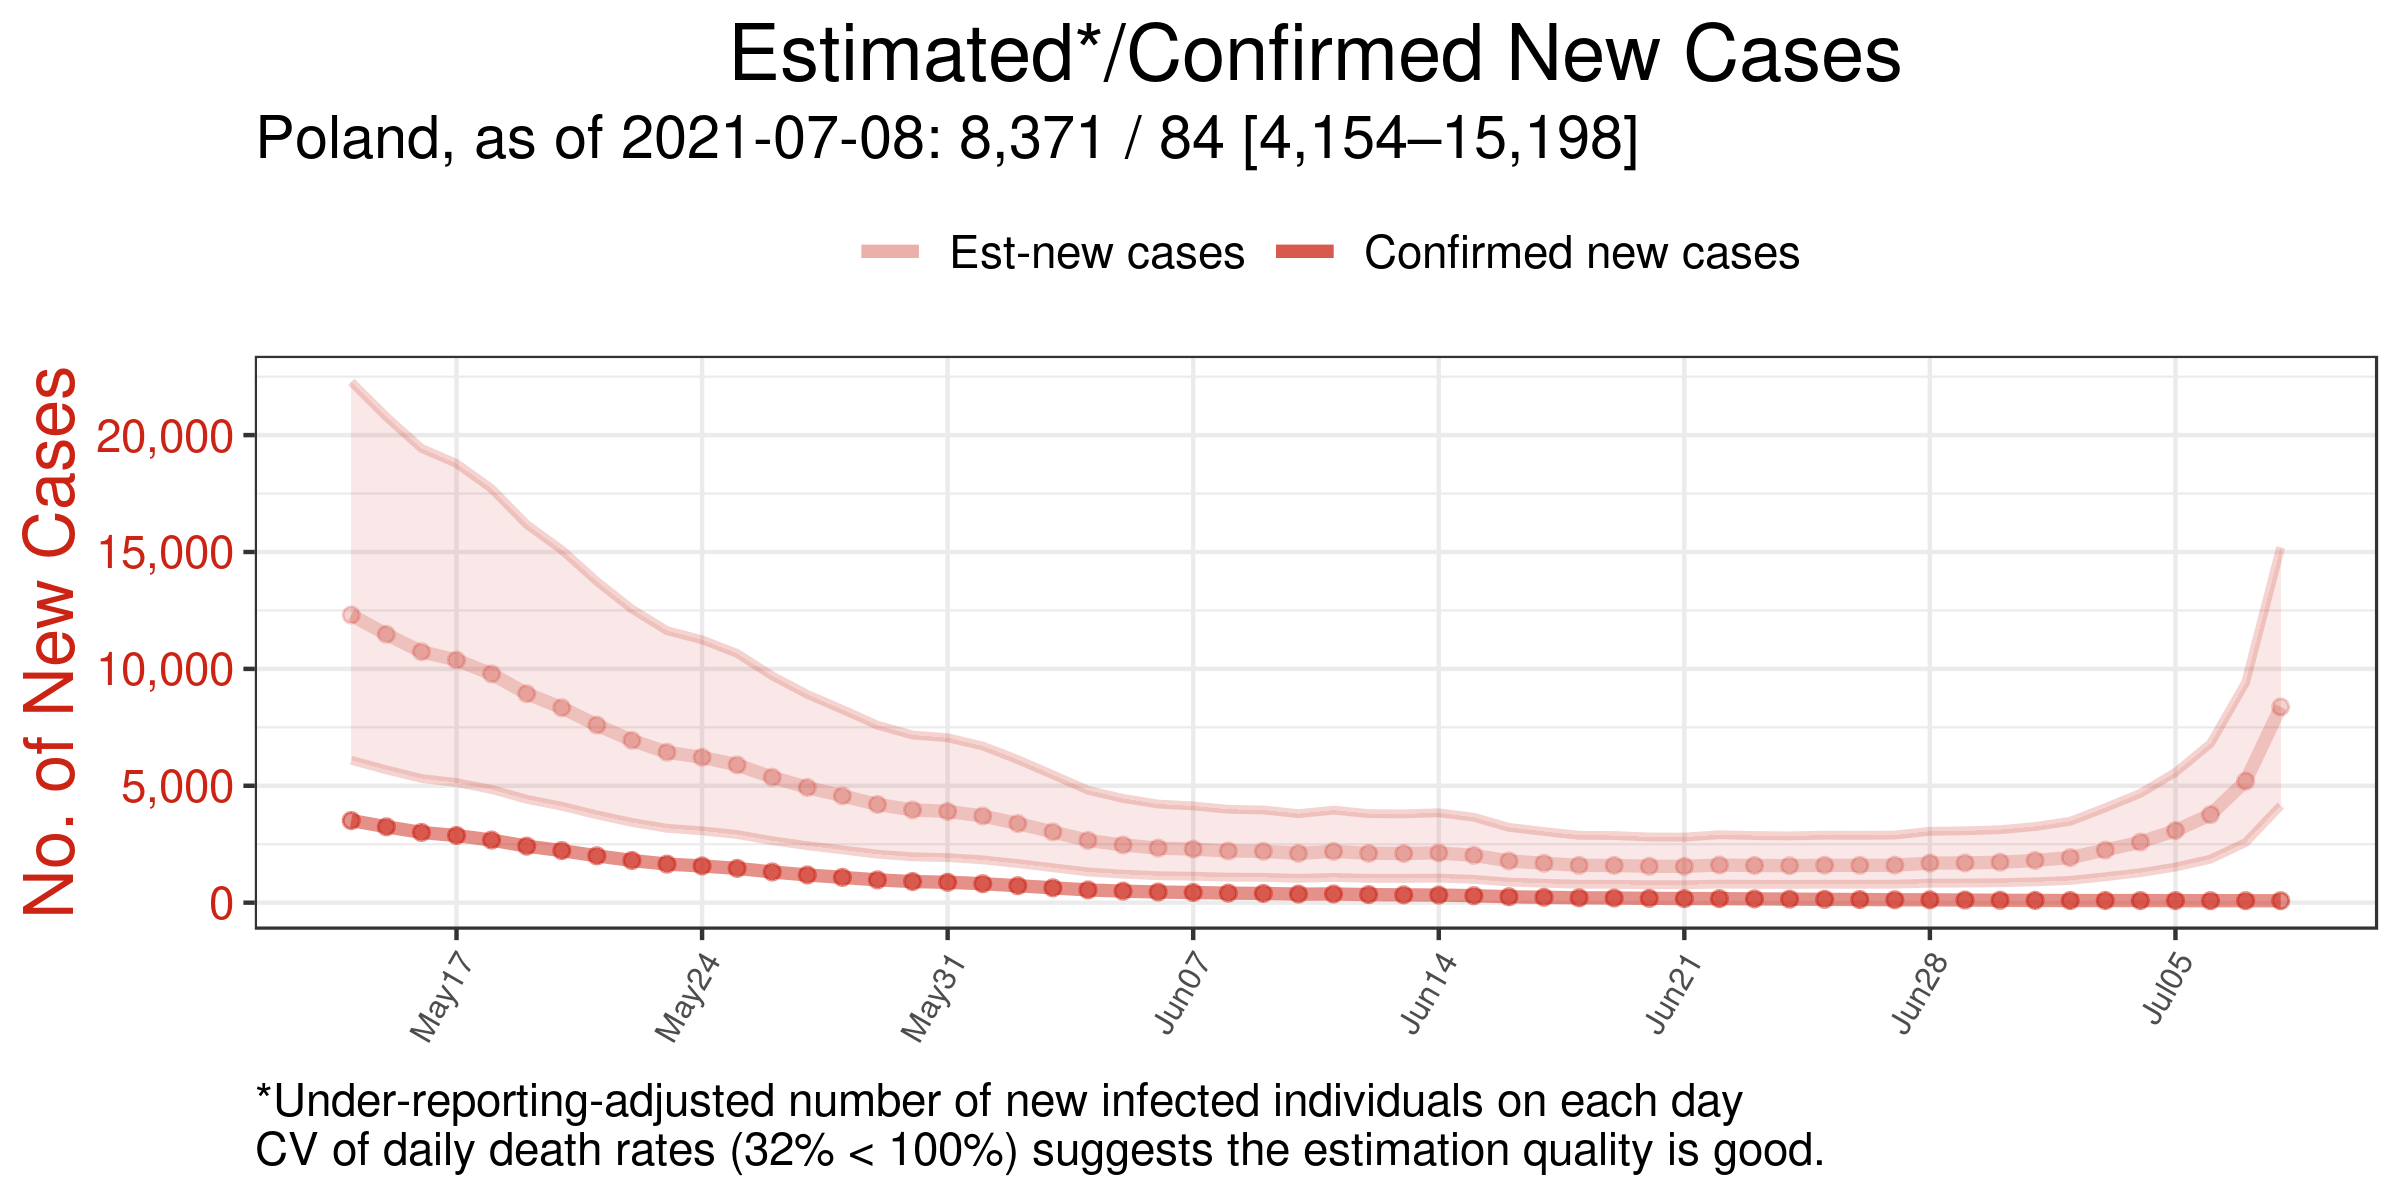 Estimated*/Confirmed New Cases
Poland, as of 2021-07-08: 8,371 / 84 [4,154–15,198]
Est-new cases
Confirmed new cases
No. of New Cases
20,000
15,000
10,000
5,000
0
May17
May24
May31
Jun07
Jun14
Jun21
Jun28
Jul05
*Under-reporting-adjusted number of new infected individuals on each day
CV of daily death rates (32% < 100%) suggests the estimation quality is good.